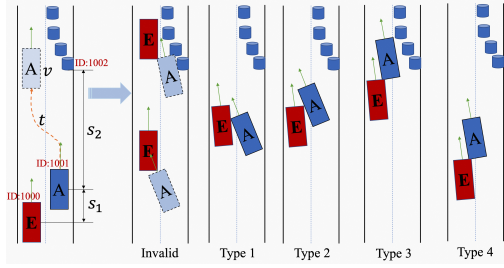 ID:1002
A
v
t
s₂
ID:1001
ID:1000
A
E
s₁
E
A
E
A
E
A
E
A
A
E
A
E
Invalid
Type 1
Type 2
Type 3
Type 4